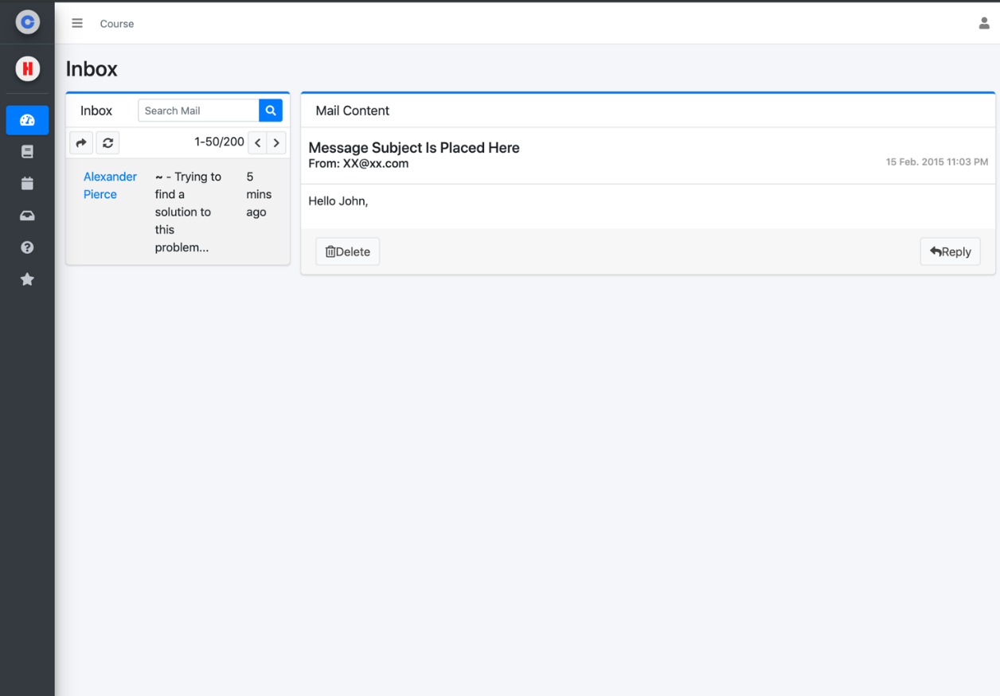 C
Course
H
Inbox
Inbox
Search Mail
1-50/200
Alexander
Pierce
~ - Trying to
find a
solution to
this
problem...
5
mins
ago
Mail Content
Message Subject Is Placed Here
From: XX@xx.com
15 Feb. 2015 11:03 PM
Hello John,
Delete
Reply